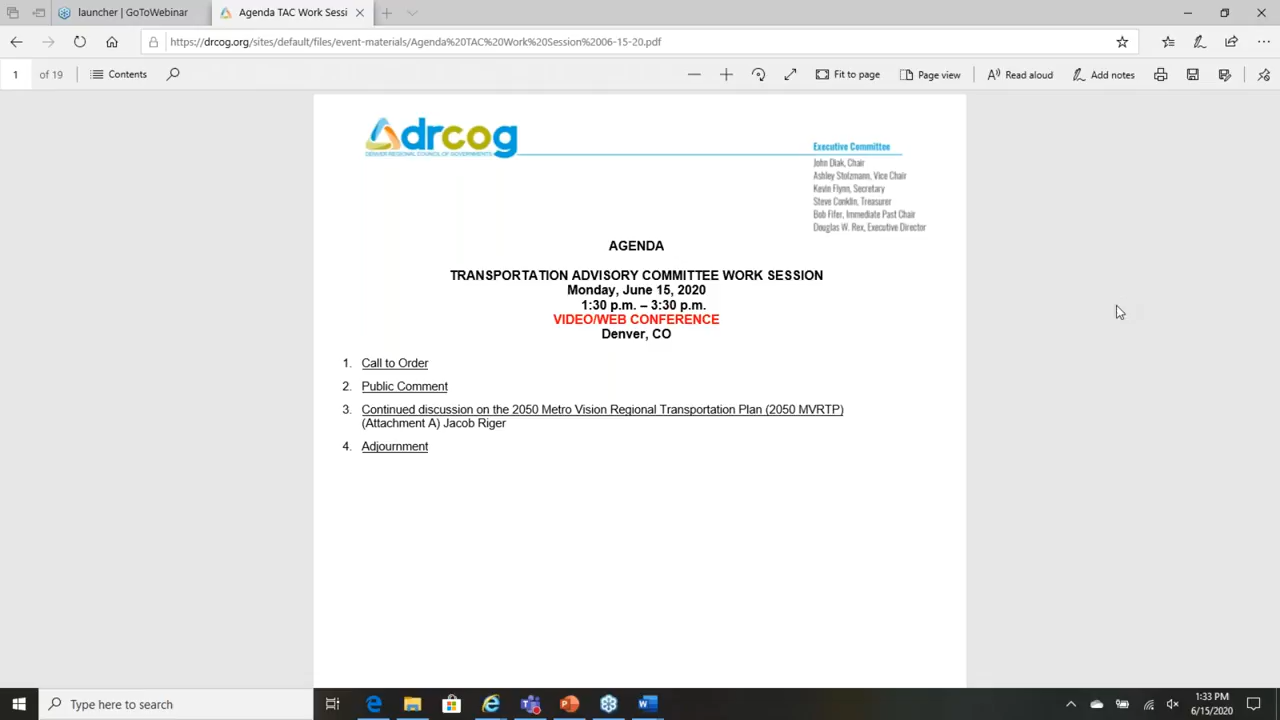 launcher | GoToWebinar
Agenda TAC Work Sessi
https://drcog.org/sites/default/files/event-materials/Agenda%20TAC%20Work%20Session%2006-15-20.pdf
1 of 19 Contents Fit to page Page view Read aloud Add notes
drcog
DENVER REGIONAL COUNCIL OF GOVERNMENTS
Executive Committee
John Diak, Chair
Ashley Stolzmann, Vice Chair
Kevin Flynn, Secretary
Steve Conklin, Treasurer
Bob Fifer, Immediate Past Chair
Douglas W. Rex, Executive Director
AGENDA
TRANSPORTATION ADVISORY COMMITTEE WORK SESSION
Monday, June 15, 2020
1:30 p.m. – 3:30 p.m.
VIDEO/WEB CONFERENCE
Denver, CO
1. Call to Order
2. Public Comment
3. Continued discussion on the 2050 Metro Vision Regional Transportation Plan (2050 MVRTP)
(Attachment A) Jacob Riger
4. Adjournment
Type here to search
1:33 PM
6/15/2020